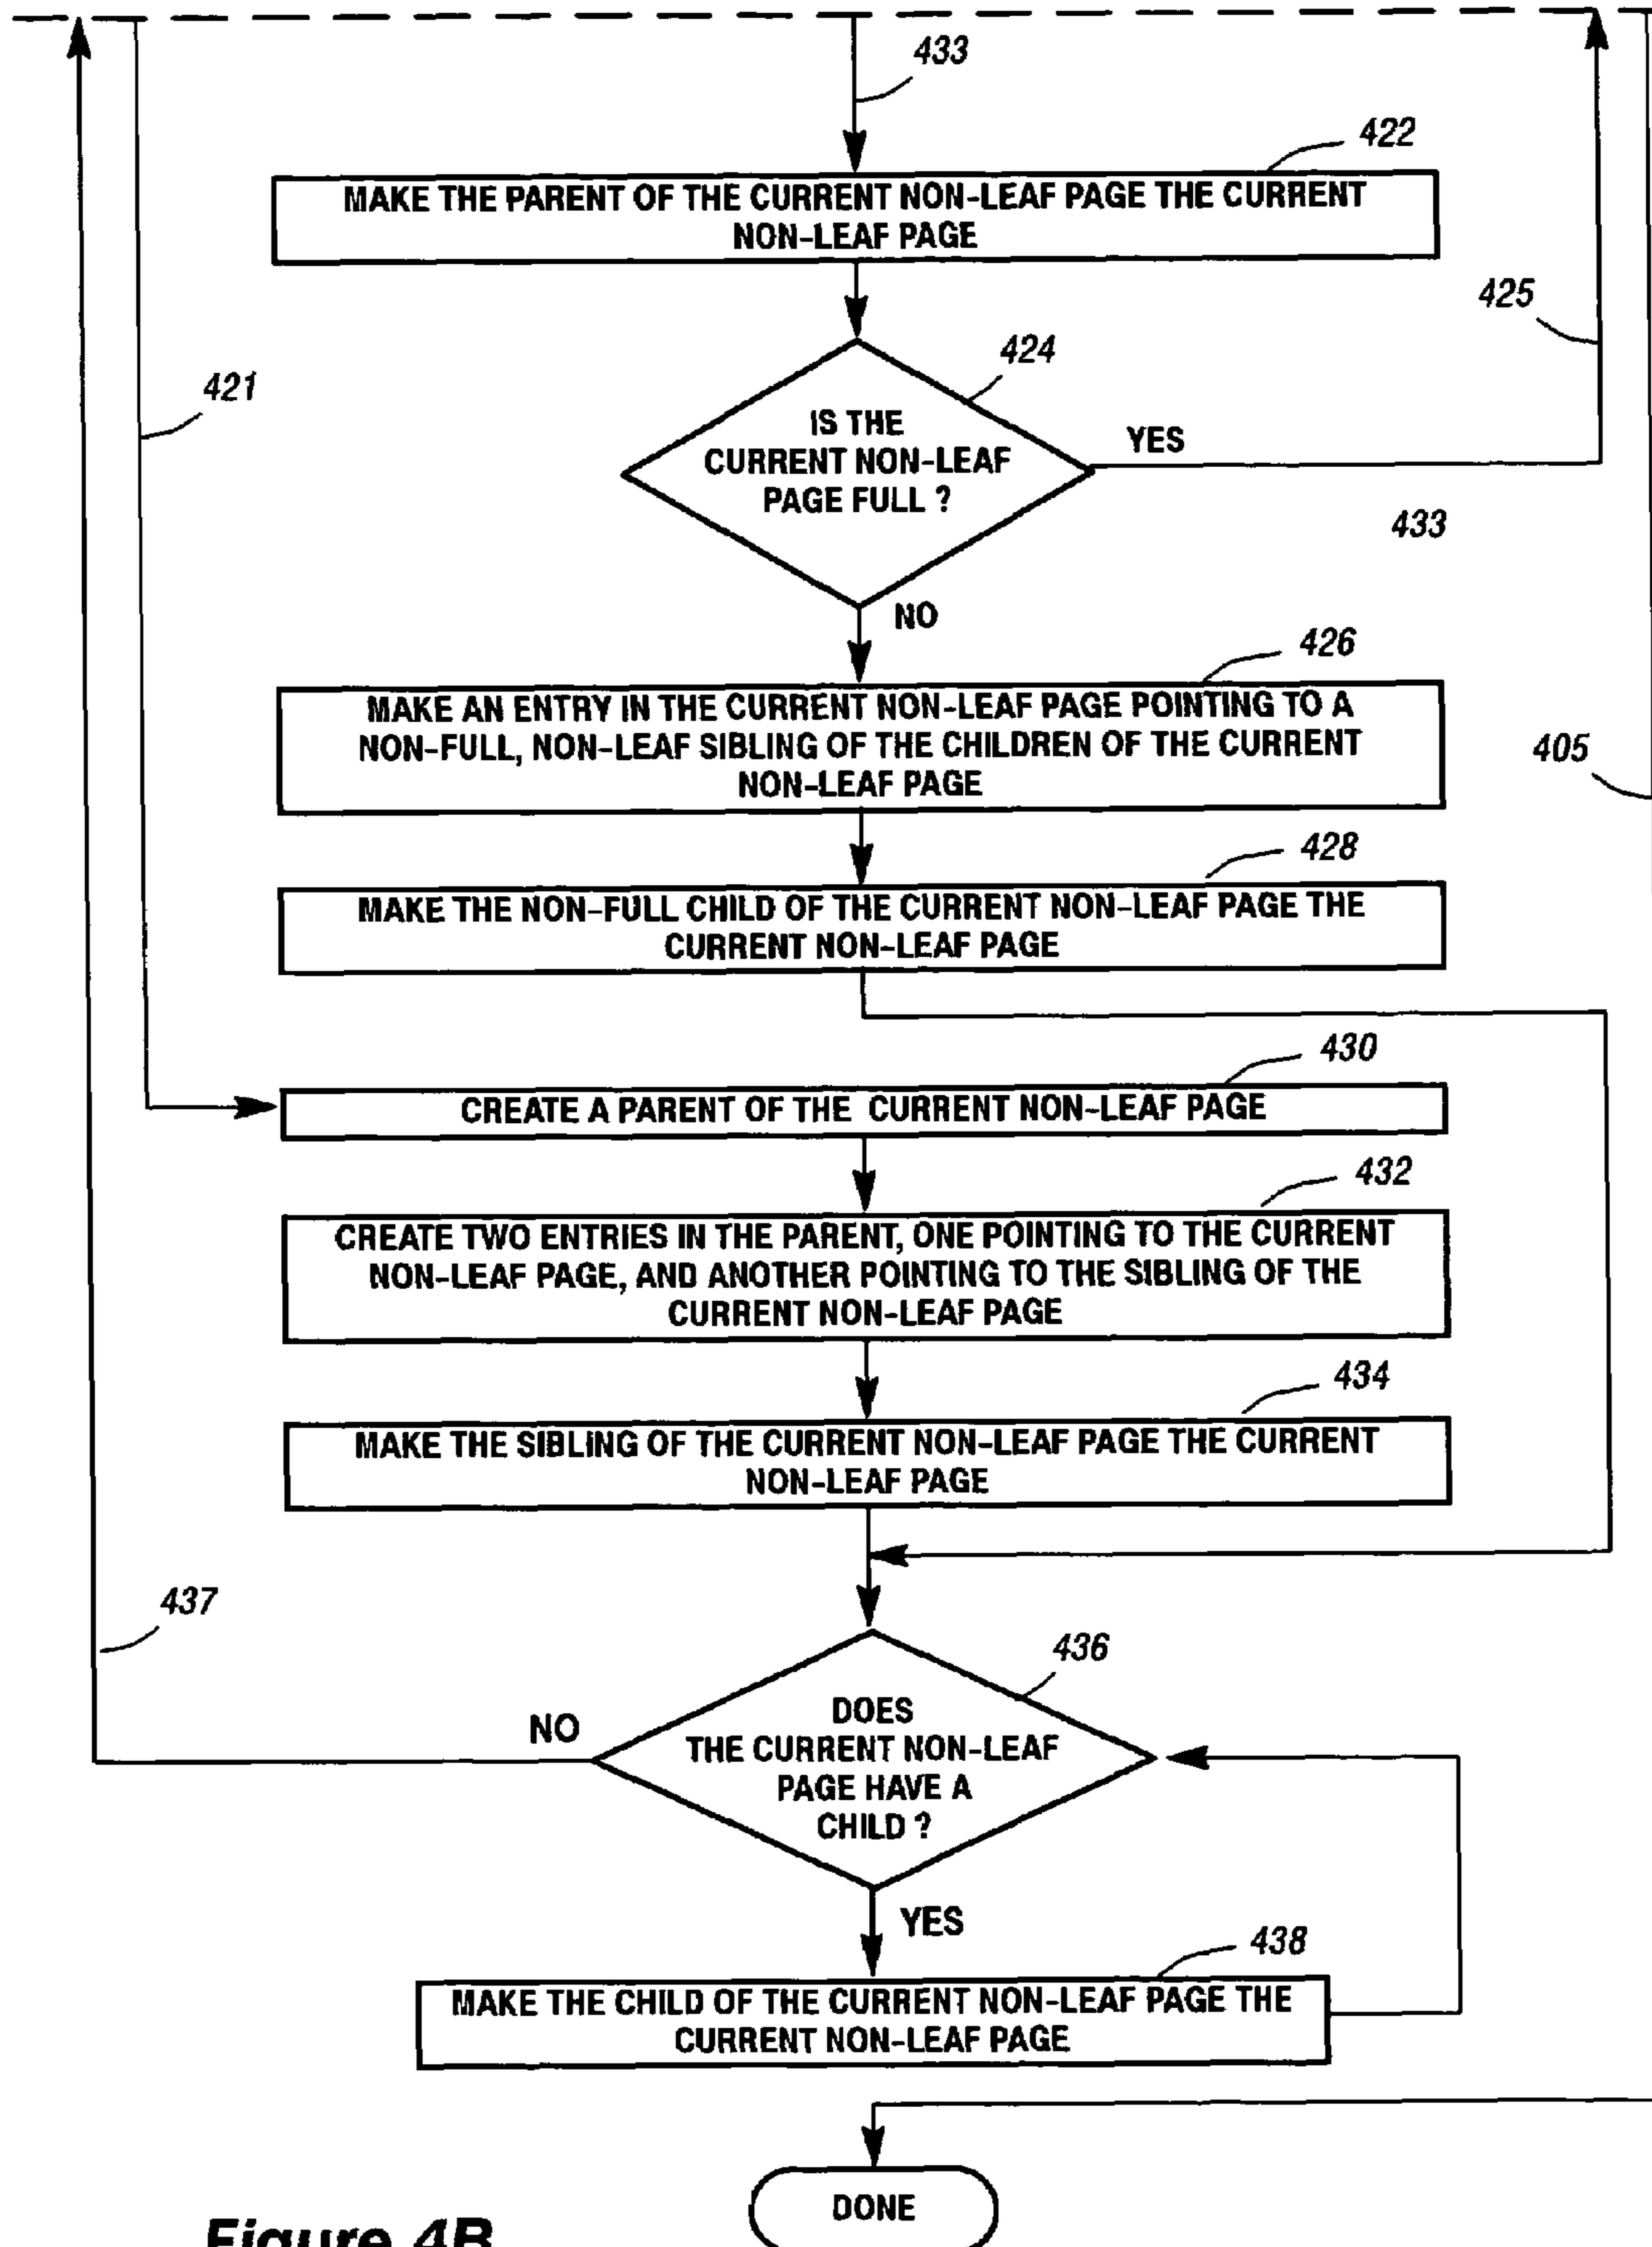 433
422
MAKE THE PARENT OF THE CURRENT NON-LEAF PAGE THE CURRENT
NON-LEAF PAGE
425
424
421
IS THE
CURRENT NON-LEAF
PAGE FULL ?
YES
433
NO
426
MAKE AN ENTRY IN THE CURRENT NON-LEAF PAGE POINTING TO A
NON-FULL, NON-LEAF SIBLING OF THE CHILDREN OF THE CURRENT
NON-LEAF PAGE
405
428
MAKE THE NON-FULL CHILD OF THE CURRENT NON-LEAF PAGE THE
CURRENT NON-LEAF PAGE
430
CREATE A PARENT OF THE CURRENT NON-LEAF PAGE
432
CREATE TWO ENTRIES IN THE PARENT, ONE POINTING TO THE CURRENT
NON-LEAF PAGE, AND ANOTHER POINTING TO THE SIBLING OF THE
CURRENT NON-LEAF PAGE
434
MAKE THE SIBLING OF THE CURRENT NON-LEAF PAGE THE CURRENT
NON-LEAF PAGE
437
436
NO
DOES
THE CURRENT NON-LEAF
PAGE HAVE A
CHILD ?
YES
438
MAKE THE CHILD OF THE CURRENT NON-LEAF PAGE THE
CURRENT NON-LEAF PAGE
DONE
Figure 4B